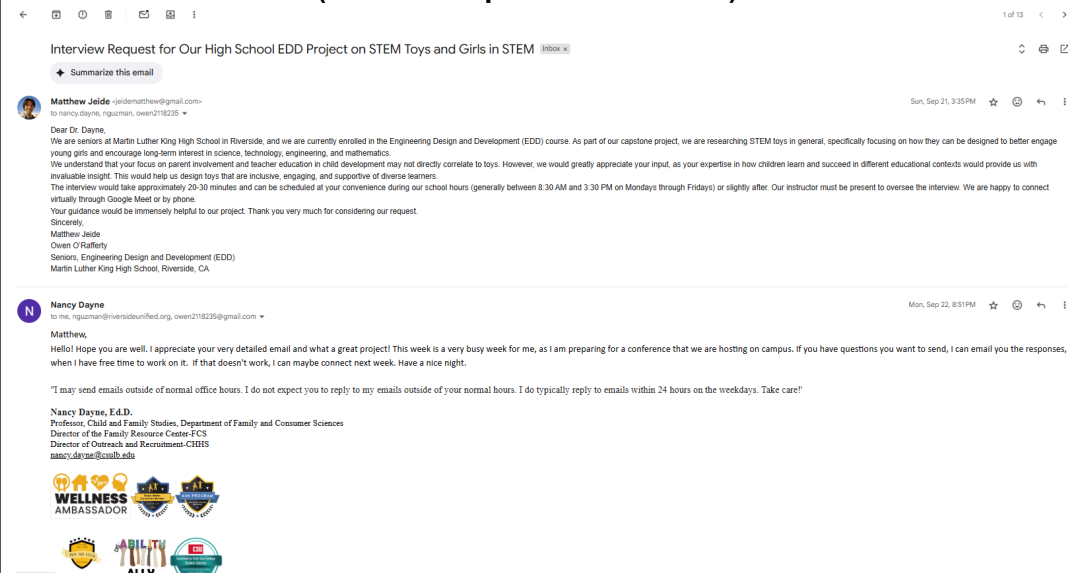 1 of 13
Interview Request for Our High School EDD Project on STEM Toys and Girls in STEM Inbox ×
Summarize this email
Matthew Jeide <jeidematthew@gmail.com> Sun, Sep 21, 3:35 PM
to nancy.dayne, nguzman, owen2118235
Dear Dr. Dayne,
We are seniors at Martin Luther King High School in Riverside, and we are currently enrolled in the Engineering Design and Development (EDD) course. As part of our capstone project, we are researching STEM toys in general, specifically focusing on how they can be designed to better engage
young girls and encourage long-term interest in science, technology, engineering, and mathematics.
We understand that your focus on parent involvement and teacher education in child development may not directly correlate to toys. However, we would greatly appreciate your input, as your expertise in how children learn and succeed in different educational contexts would provide us with
invaluable insight. This would help us design toys that are inclusive, engaging, and supportive of diverse learners.
The interview would take approximately 20-30 minutes and can be scheduled at your convenience during our school hours (generally between 8:30 AM and 3:30 PM on Mondays through Fridays) or slightly after. Our instructor must be present to oversee the interview. We are happy to connect
virtually through Google Meet or by phone.
Your guidance would be immensely helpful to our project. Thank you very much for considering our request.
Sincerely,
Matthew Jeide
Owen O'Rafferty
Seniors, Engineering Design and Development (EDD)
Martin Luther King High School, Riverside, CA
N
Nancy Dayne Mon, Sep 22, 8:51 PM
to me, nguzman@riversideunified.org, owen2118235@gmail.com
Matthew,
Hello! Hope you are well. I appreciate your very detailed email and what a great project! This week is a very busy week for me, as I am preparing for a conference that we are hosting on campus. If you have questions you want to send, I can email you the responses,
when I have free time to work on it. If that doesn't work, I can maybe connect next week. Have a nice night.
"I may send emails outside of normal office hours. I do not expect you to reply to my emails outside of your normal hours. I do typically reply to emails within 24 hours on the weekdays. Take care!'
Nancy Dayne, Ed.D.
Professor, Child and Family Studies, Department of Family and Consumer Sciences
Director of the Family Resource Center-FCS
Director of Outreach and Recruitment-CHHS
nancy.dayne@csulb.edu
WELLNESS
AMBASSADOR
ABILITY
ALLY
CSU